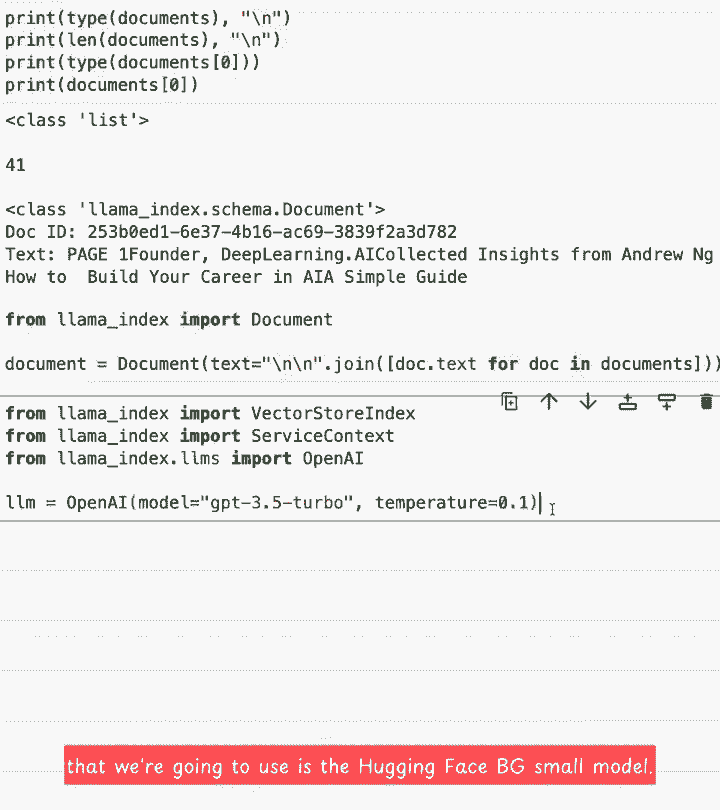 print(type(documents), "\n")
print(len(documents), "\n")
print(type(documents[0]))
print(documents[0])
<class 'list'>
41
<class 'llama_index.schema.Document'>
Doc ID: 253b0ed1-6e37-4b16-ac69-3839f2a3d782
Text: PAGE 1Founder, DeepLearning.AICollected Insights from Andrew Ng
How to  Build Your Career in AIA Simple Guide
from llama_index import Document
document = Document(text="\n\n".join([doc.text for doc in documents]))
from llama_index import VectorStoreIndex
from llama_index import ServiceContext
from llama_index.llms import OpenAI
llm = OpenAI(model="gpt-3.5-turbo", temperature=0.1)
that we're going to use is the Hugging Face BG small model.